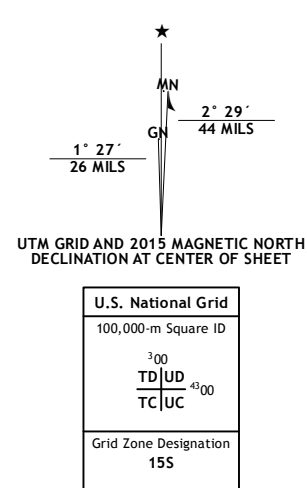 ★
MN
2° 29´
44 MILS
GN
1° 27´
26 MILS
UTM GRID AND 2015 MAGNETIC NORTH
DECLINATION AT CENTER OF SHEET
U.S. National Grid
100,000-m Square ID
³00
TD UD
⁴³00
TC UC
Grid Zone Designation
15S